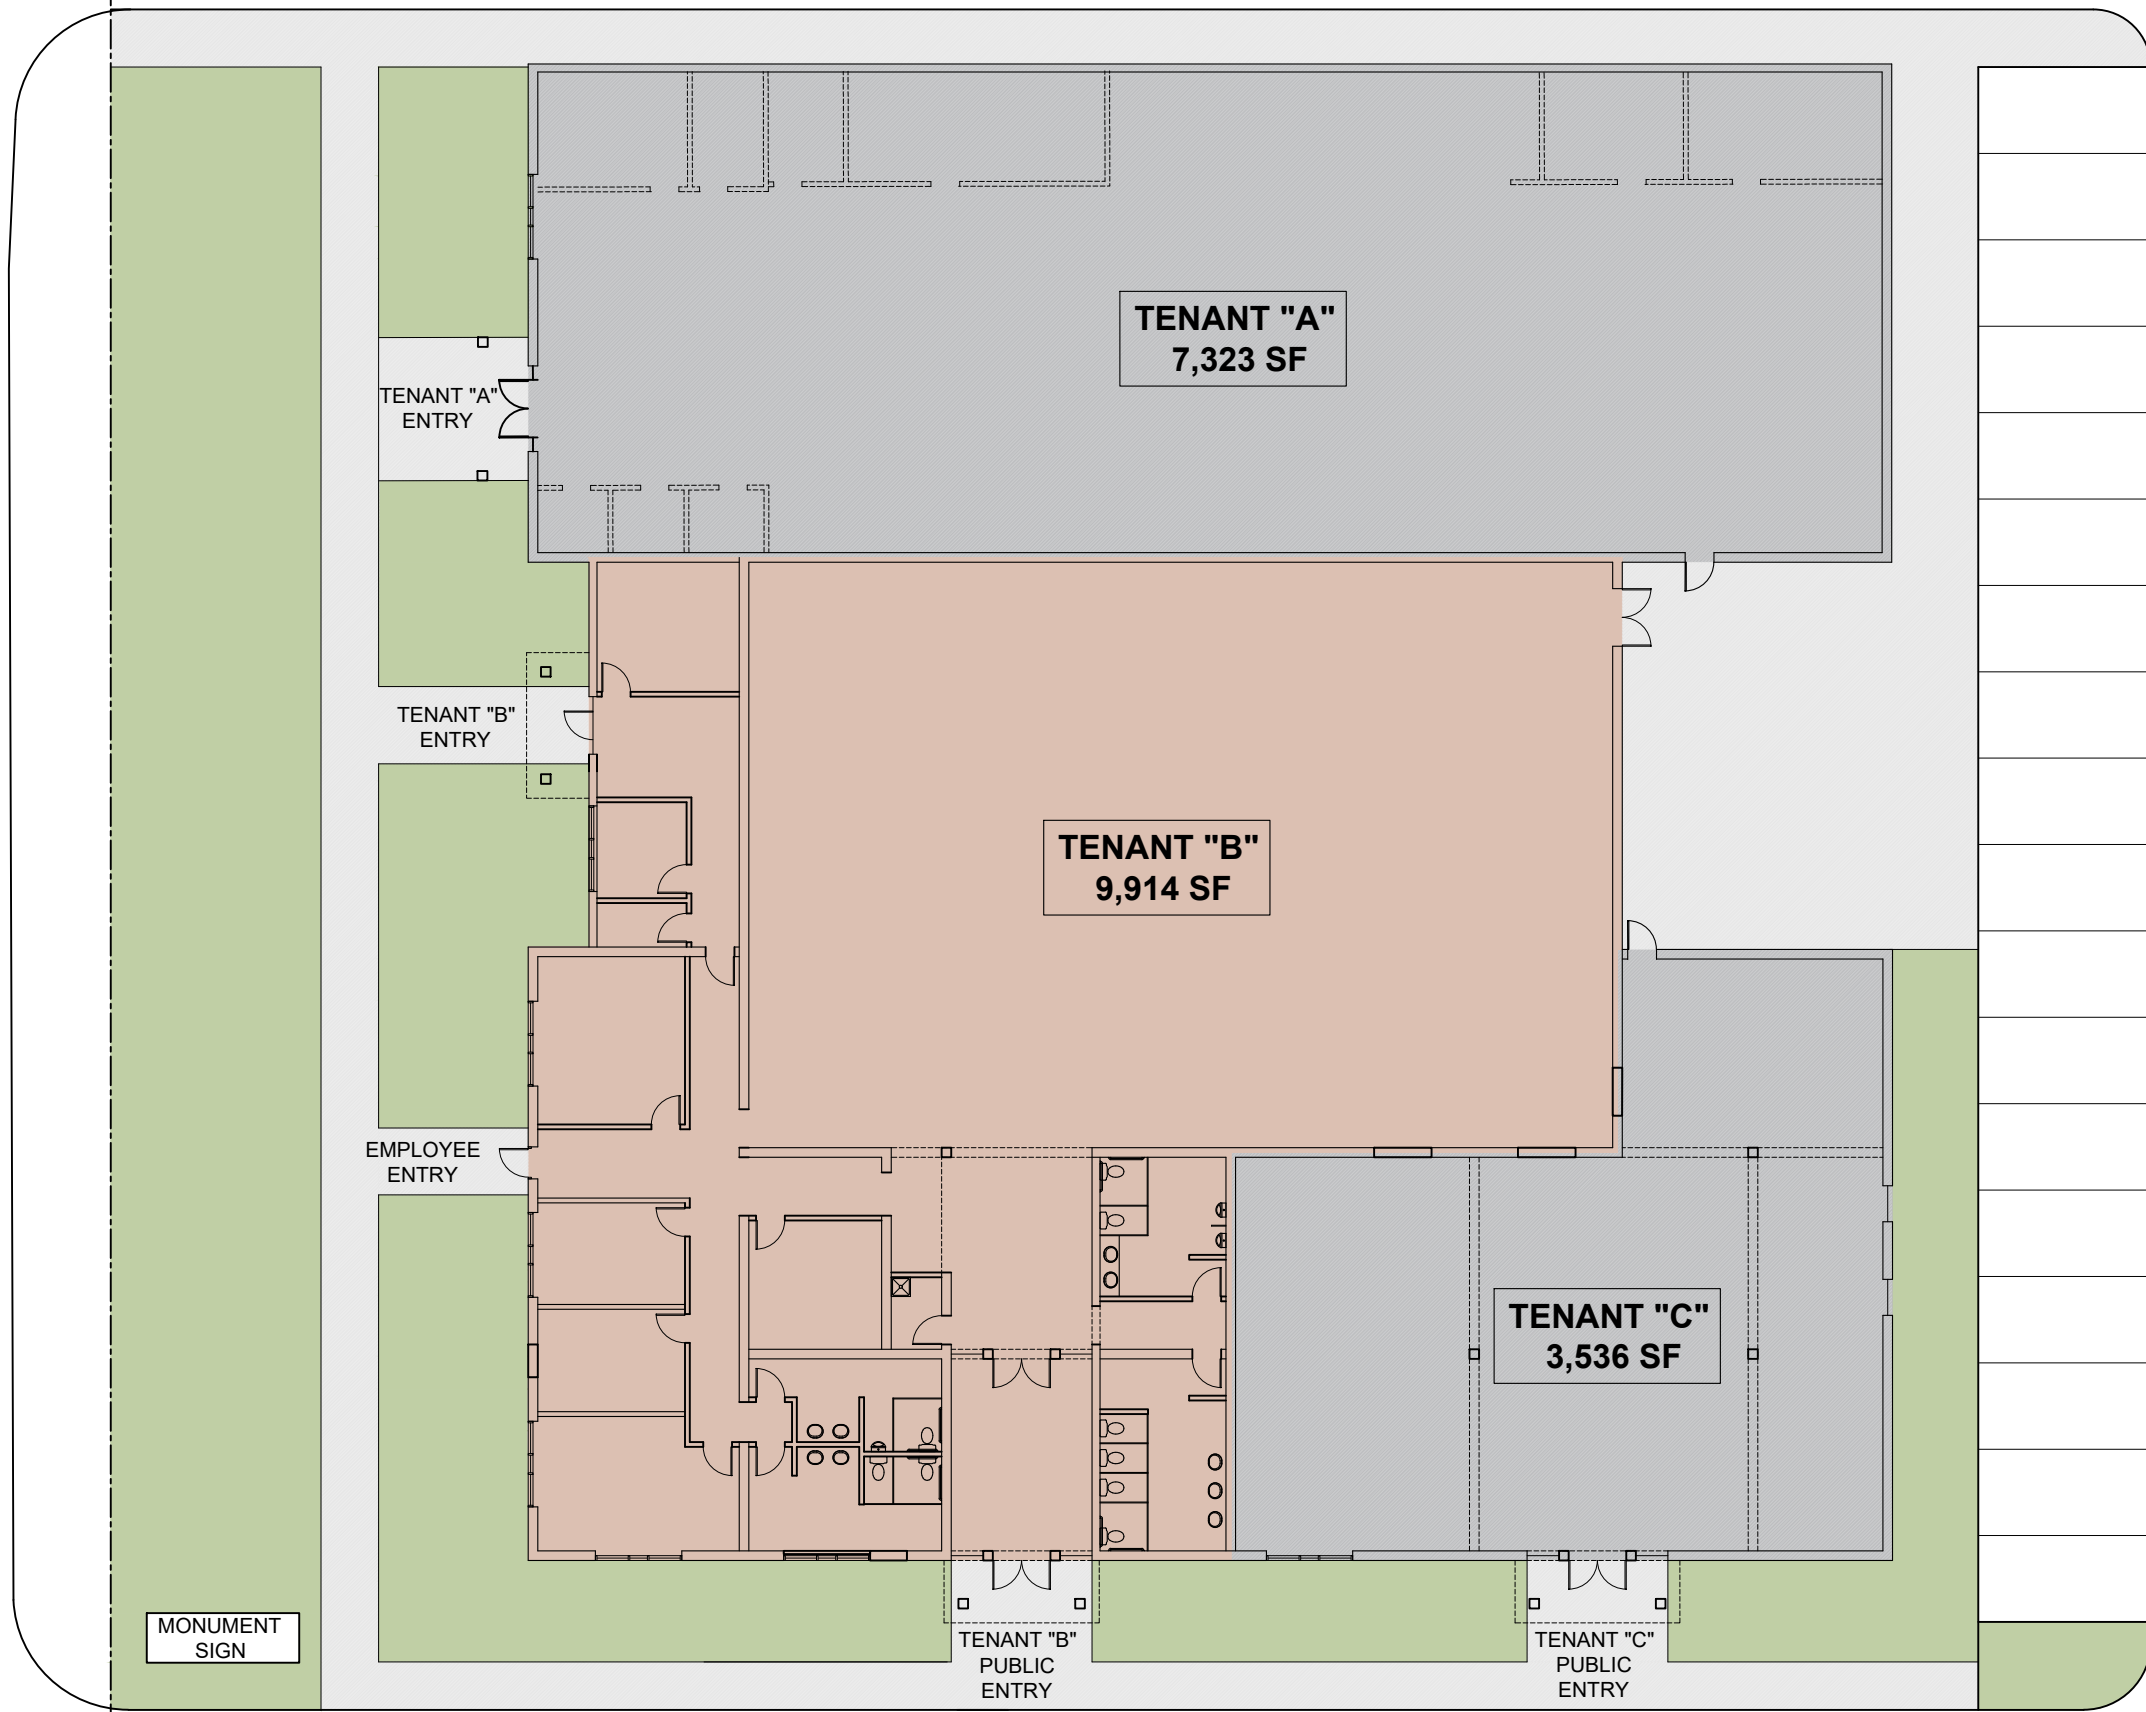 TENANT "A"
7,323 SF
TENANT "A"
ENTRY
TENANT "B"
ENTRY
TENANT "B"
9,914 SF
EMPLOYEE
ENTRY
TENANT "C"
3,536 SF
MONUMENT
SIGN
TENANT "B"
PUBLIC
ENTRY
TENANT "C"
PUBLIC
ENTRY